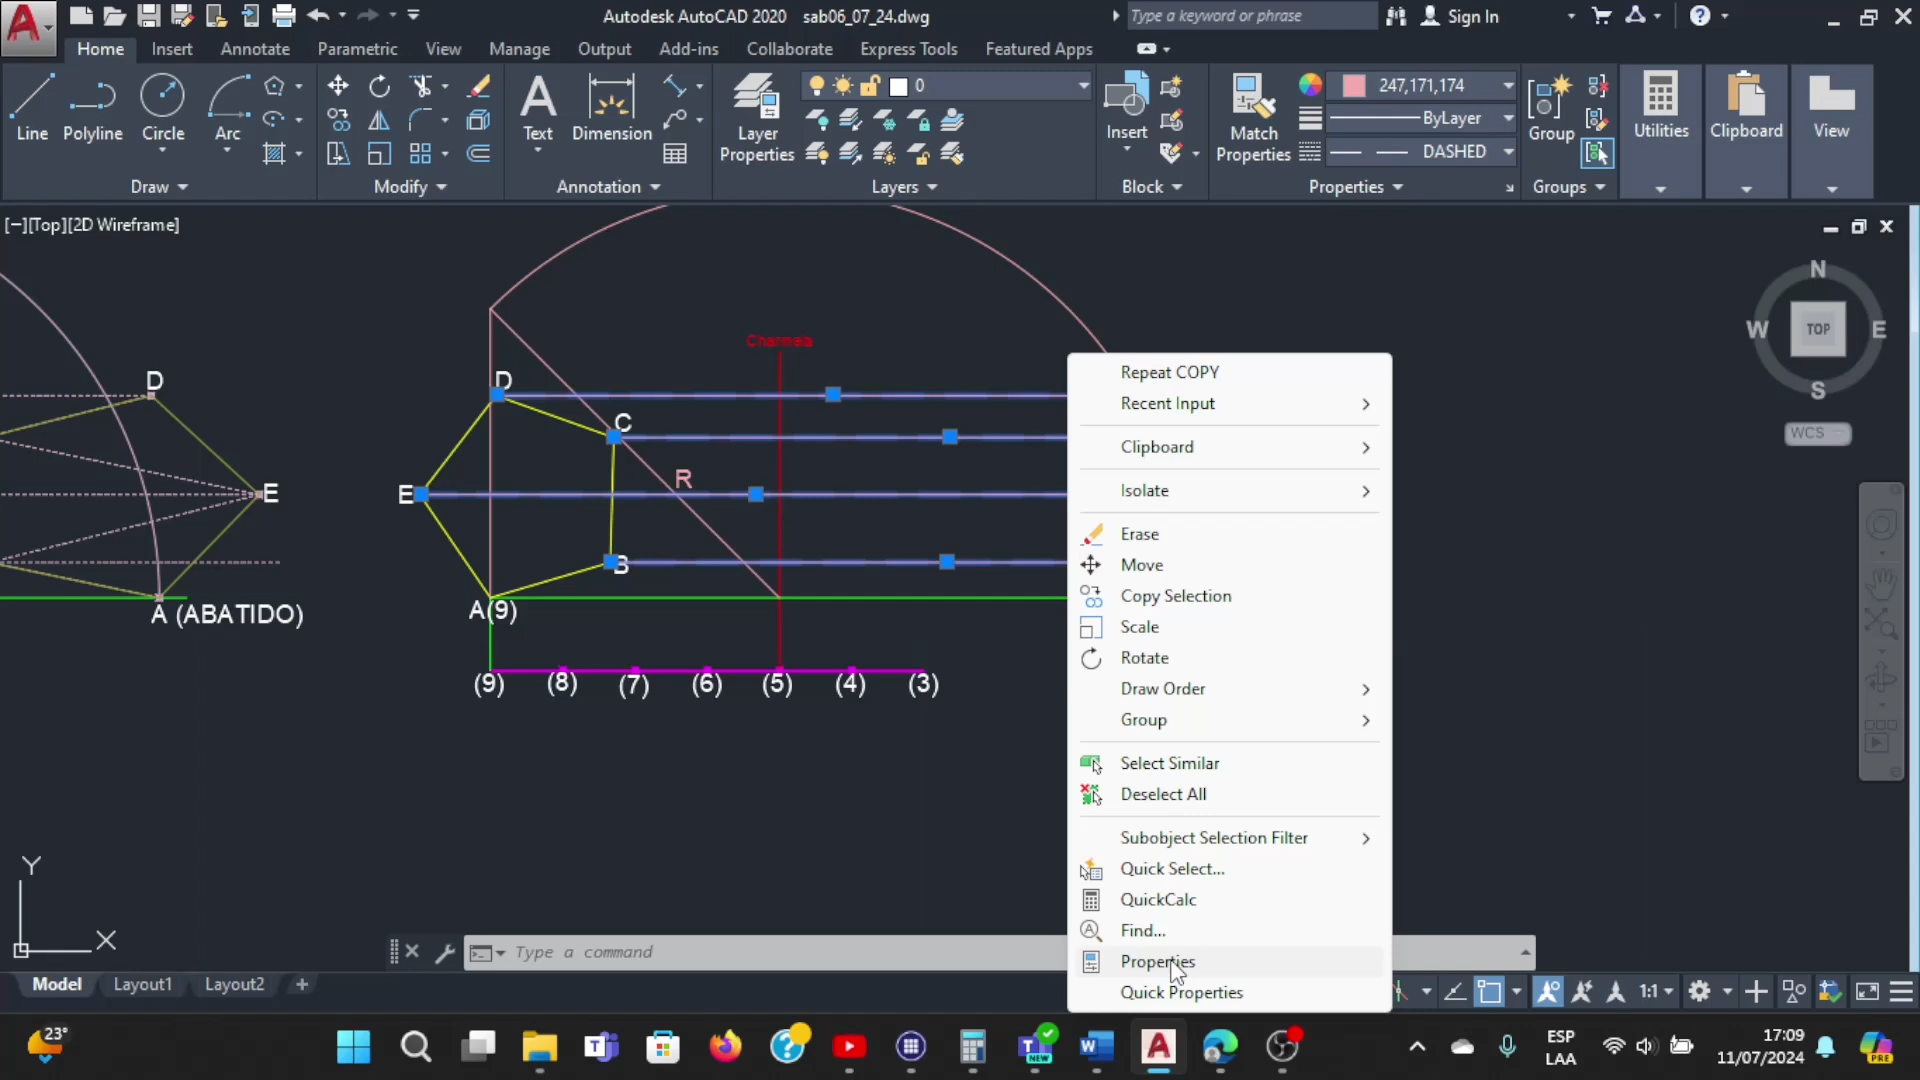 Autodesk AutoCAD 2020 sab06_07_24.dwg
Type a keyword or phrase
Sign In
Home Insert Annotate Parametric View Manage Output Add-ins Collaborate Express Tools Featured Apps
Line Polyline Circle Arc
Text Dimension
Layer Properties
0
Insert
Match Properties
247,171,174
ByLayer
DASHED
Group
Utilities
Clipboard
View
Draw Modify Annotation Layers Block Properties Groups
[−][Top][2D Wireframe]
N
W TOP E
S
WCS
Charnela
D
D
C
R
E
E
B
A (ABATIDO)
A(9)
(9) (8) (7) (6) (5) (4) (3)
Repeat COPY
Recent Input
Clipboard
Isolate
Erase
Move
Copy Selection
Scale
Rotate
Draw Order
Group
Select Similar
Deselect All
Subobject Selection Filter
Quick Select...
QuickCalc
Find...
Properties
Quick Properties
Y
X
Type a command
Model Layout1 Layout2
1:1
23°
NEW
ESP
LAA
17:09
11/07/2024
PRE